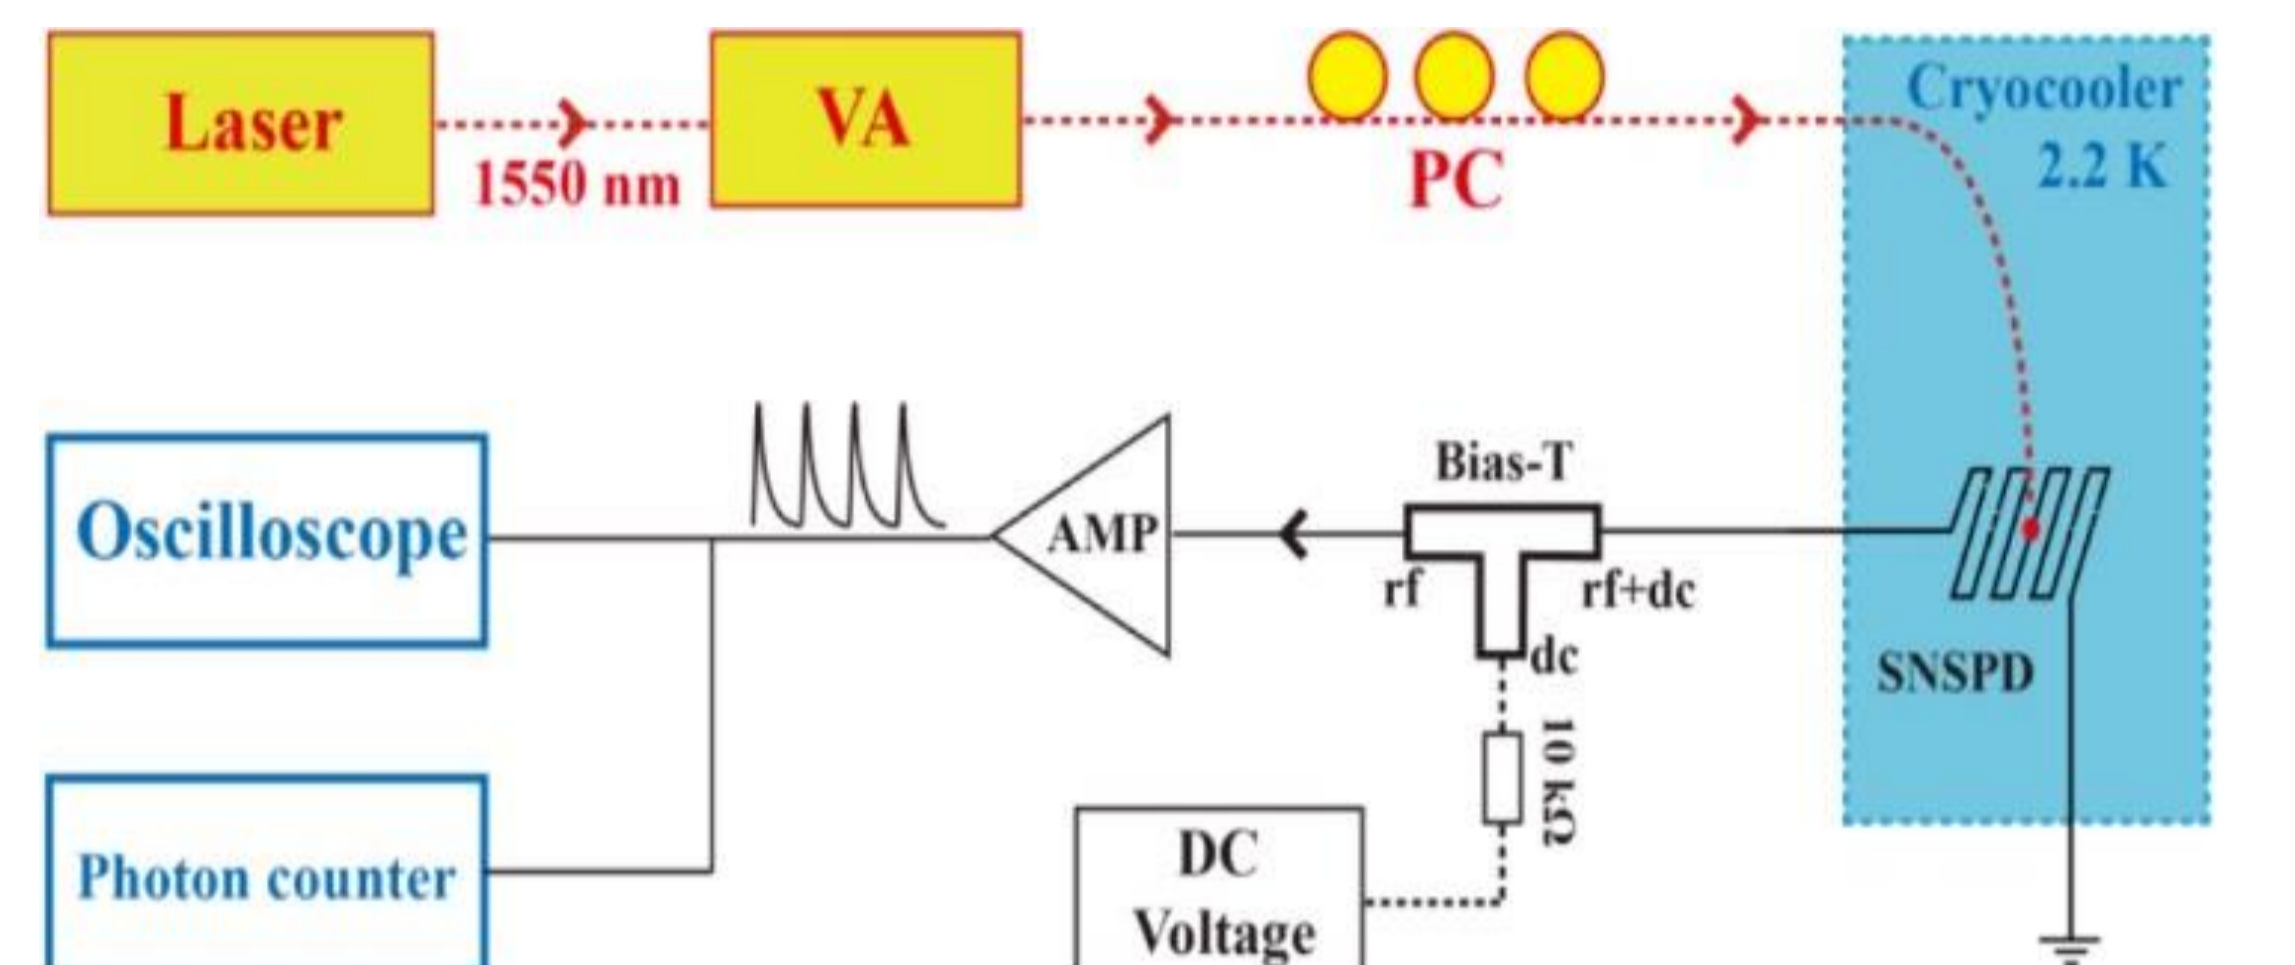 Laser
1550 nm
VA
PC
Cryocooler
2.2 K
Oscilloscope
AMP
Bias-T
rf
rf+dc
dc
SNSPD
10 kΩ
Photon counter
DC
Voltage